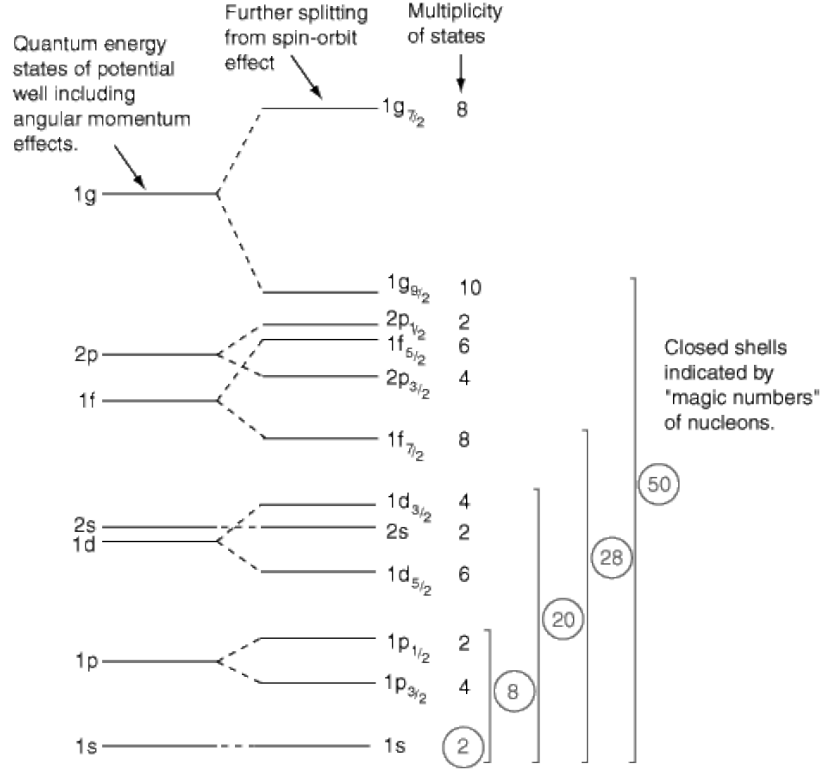 Quantum energy
states of potential
well including
angular momentum
effects.
Further splitting
from spin-orbit
effect
Multiplicity
of states
1g7/2 8
1g
1g9/2 10
2p1/2 2
2p
1f5/2 6
2p3/2 4
1f
1f7/2 8
Closed shells
indicated by
"magic numbers"
of nucleons.
50
1d3/2 4
2s 2s 2
1d
28
1d5/2 6
20
1p1/2 2
1p
1p3/2 4
8
1s 1s 2